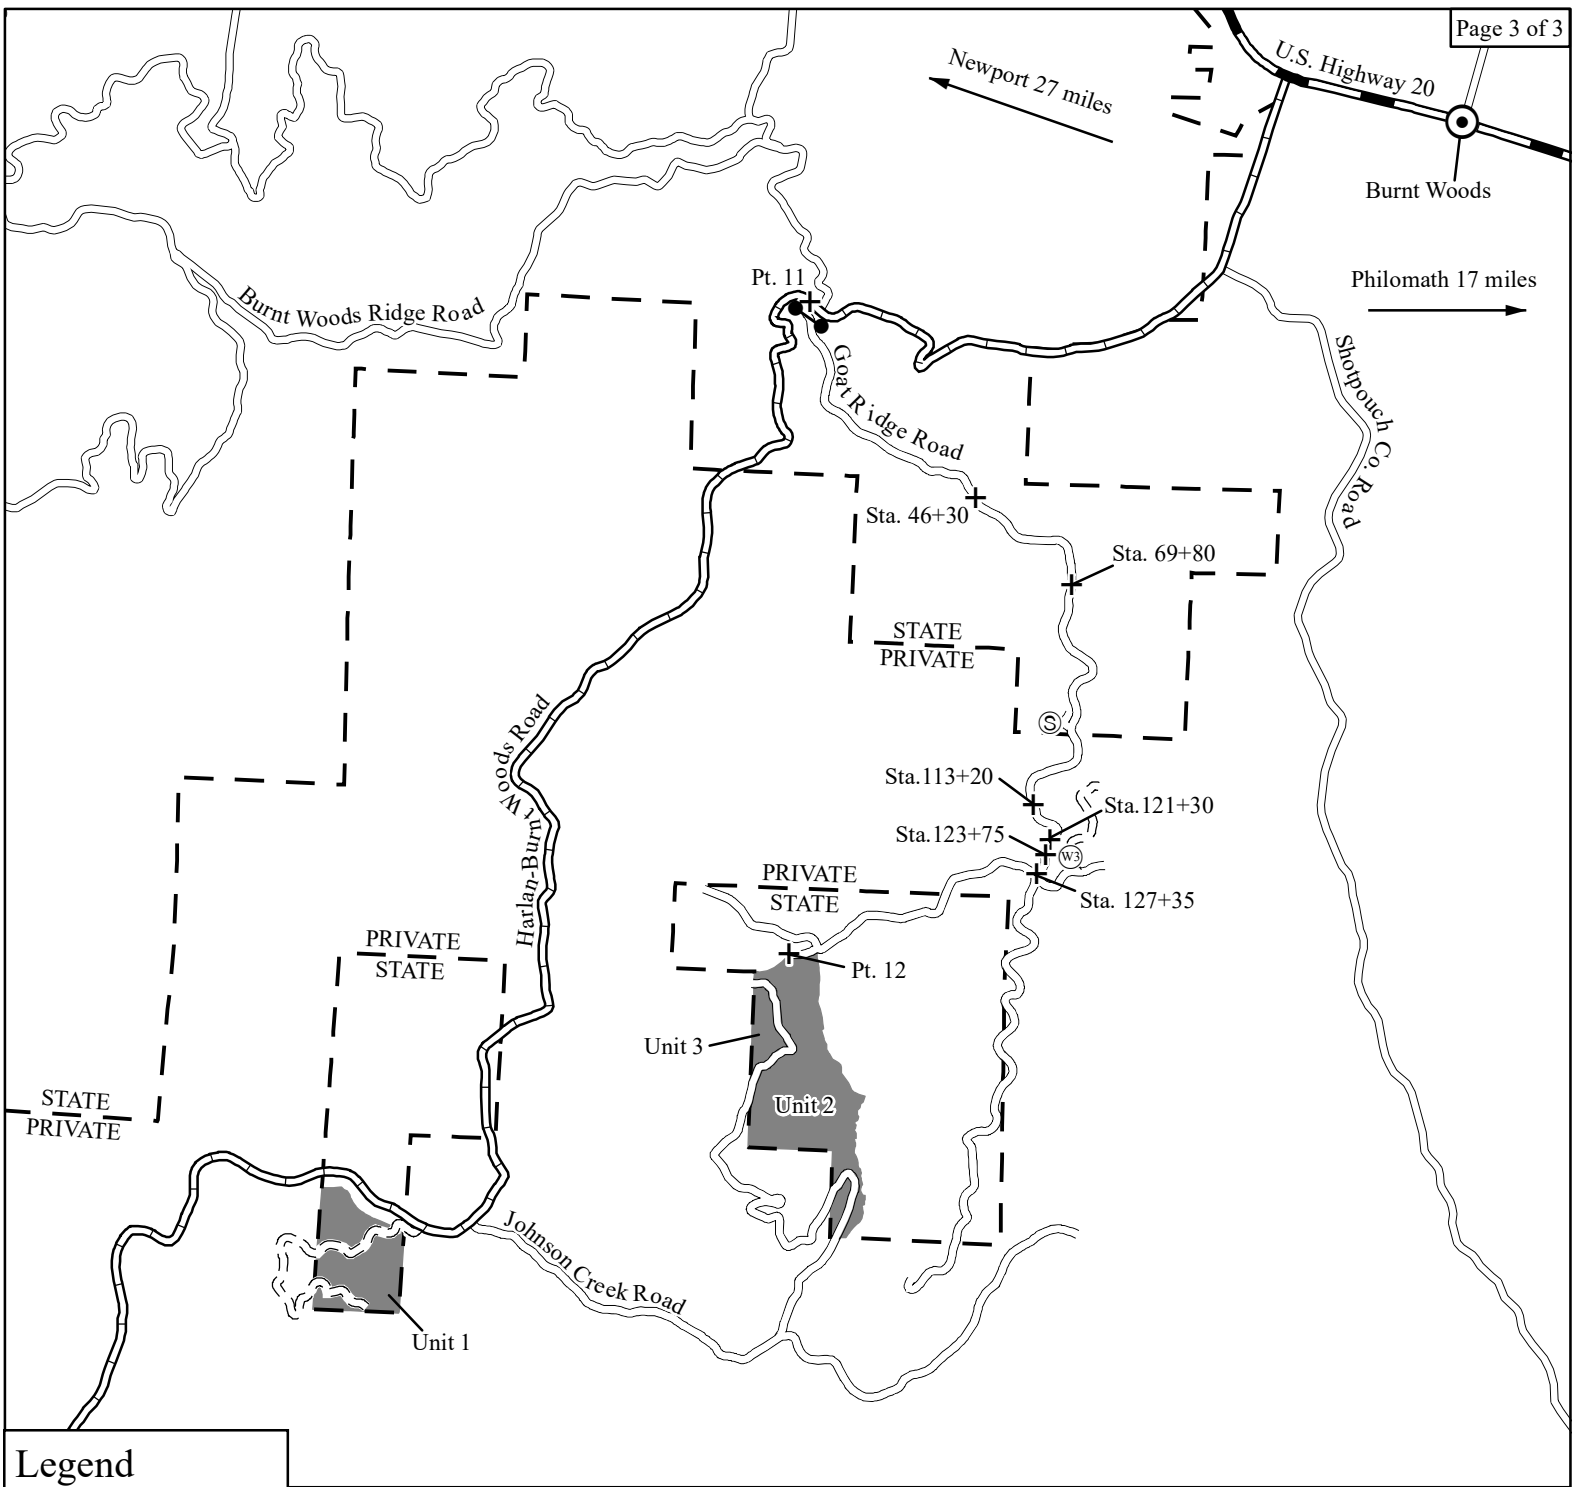 Page 3 of 3
U.S. Highway 20
Newport 27 miles
Burnt Woods
Philomath 17 miles
Pt. 11
Burnt Woods Ridge Road
Goat Ridge Road
Shotpouch Co. Road
Sta. 46+30
Sta. 69+80
STATE
PRIVATE
S
Harlan-Burnt Woods Road
Sta.113+20
Sta.121+30
Sta.123+75
W3
PRIVATE
STATE
Sta. 127+35
PRIVATE
STATE
Pt. 12
Unit 3
Unit 2
STATE
PRIVATE
Johnson Creek Road
Unit 1
Legend